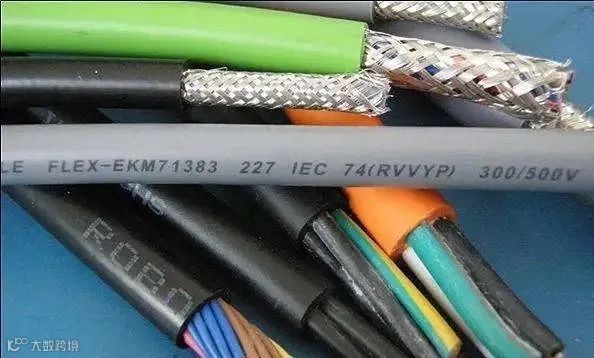 LE FLEX-EKM71383 227 IEC 74(RVVYP) 300/500V
大数跨境